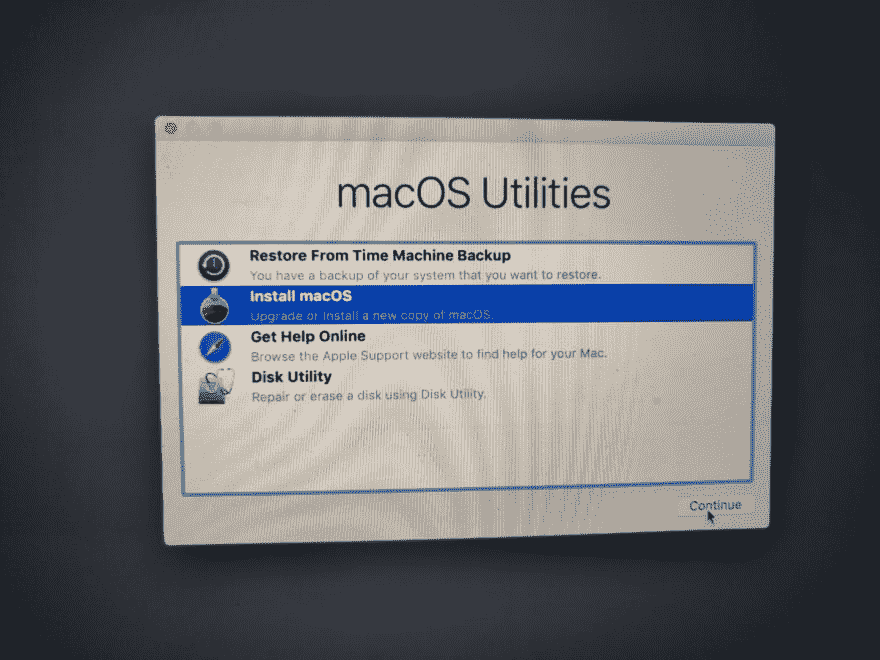 macOS Utilities
Restore From Time Machine Backup
You have a backup of your system that you want to restore.
Install macOS
Upgrade or install a new copy of macOS.
Get Help Online
Browse the Apple Support website to find help for your Mac.
Disk Utility
Repair or erase a disk using Disk Utility.
Continue